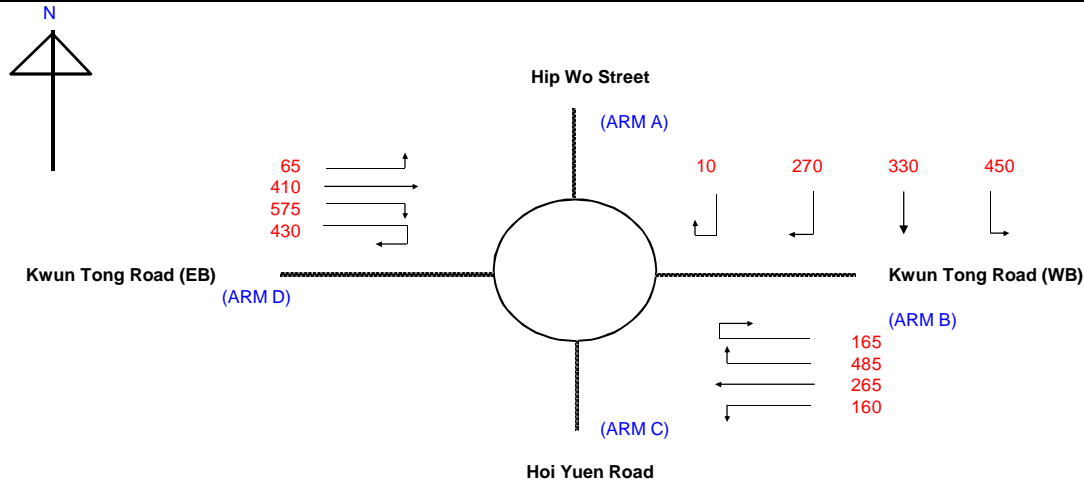 N
Hip Wo Street
(ARM A)
65
410
575
430
10 270 330 450
Kwun Tong Road (EB)
(ARM D)
Kwun Tong Road (WB)
(ARM B)
165
485
265
160
(ARM C)
Hoi Yuen Road